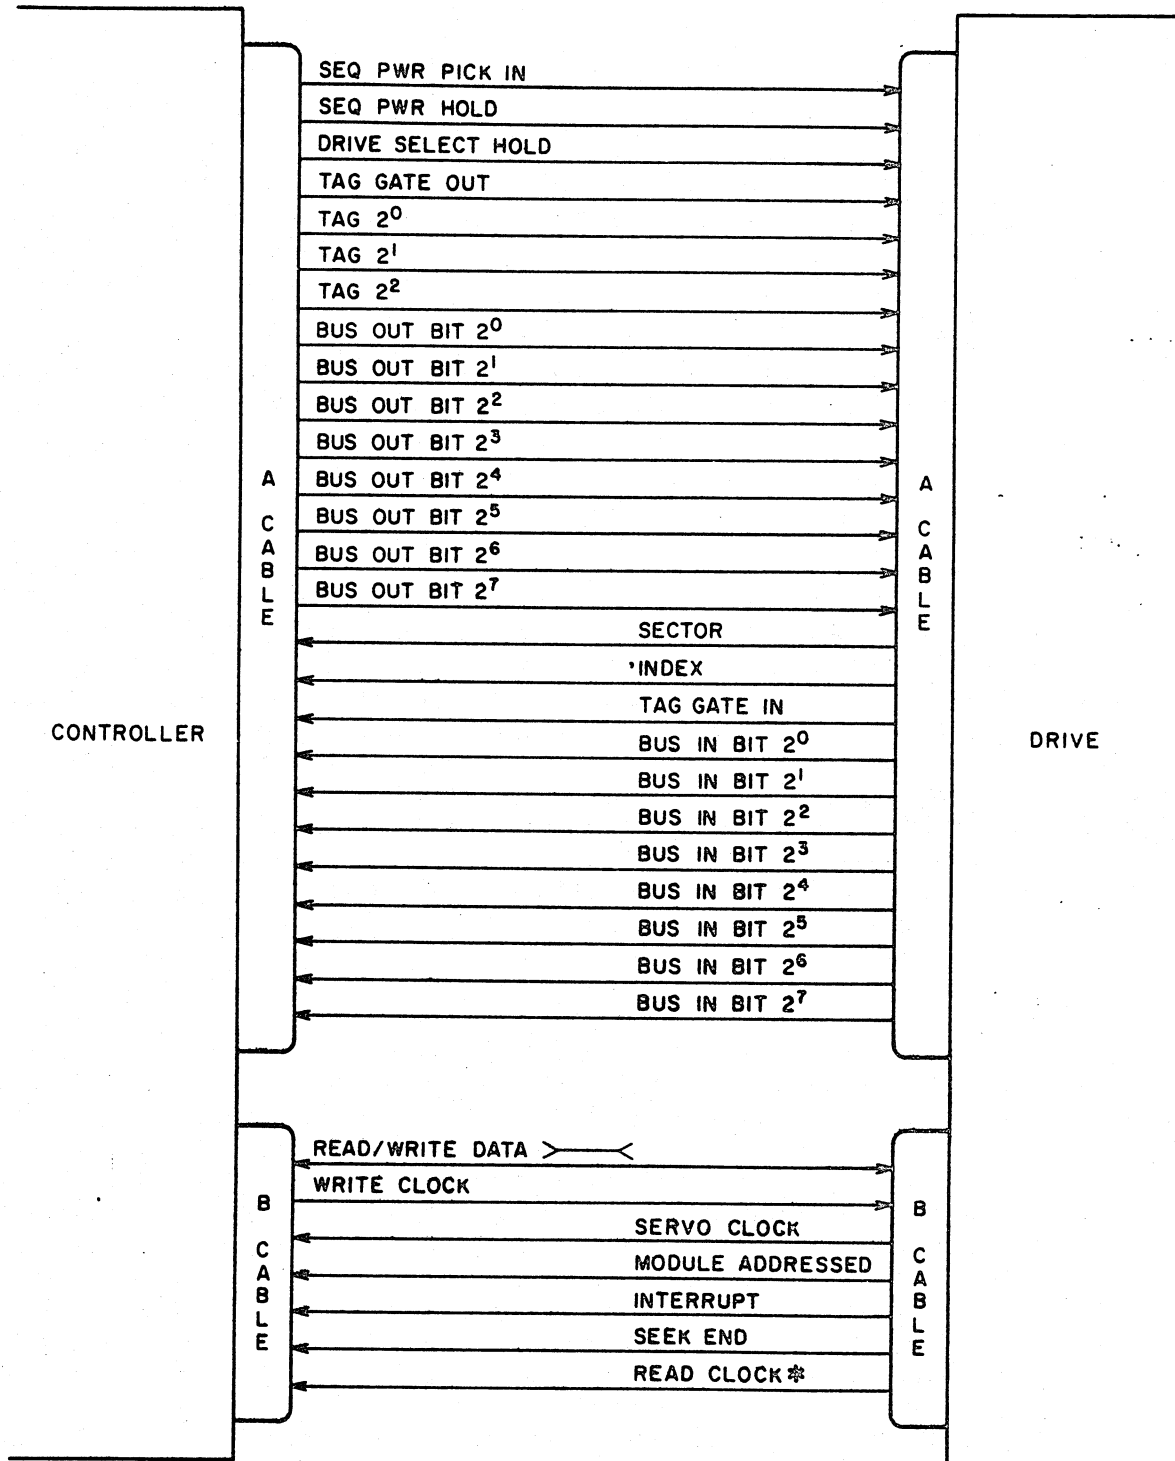 SEQ PWR PICK IN
SEQ PWR HOLD
DRIVE SELECT HOLD
TAG GATE OUT
TAG 2⁰
TAG 2¹
TAG 2²
BUS OUT BIT 2⁰
BUS OUT BIT 2¹
BUS OUT BIT 2²
BUS OUT BIT 2³
BUS OUT BIT 2⁴
BUS OUT BIT 2⁵
BUS OUT BIT 2⁶
BUS OUT BIT 2⁷
A CABLE
A CABLE
SECTOR
INDEX
TAG GATE IN
CONTROLLER
DRIVE
BUS IN BIT 2⁰
BUS IN BIT 2¹
BUS IN BIT 2²
BUS IN BIT 2³
BUS IN BIT 2⁴
BUS IN BIT 2⁵
BUS IN BIT 2⁶
BUS IN BIT 2⁷
READ/WRITE DATA
WRITE CLOCK
B CABLE
B CABLE
SERVO CLOCK
MODULE ADDRESSED
INTERRUPT
SEEK END
READ CLOCK*